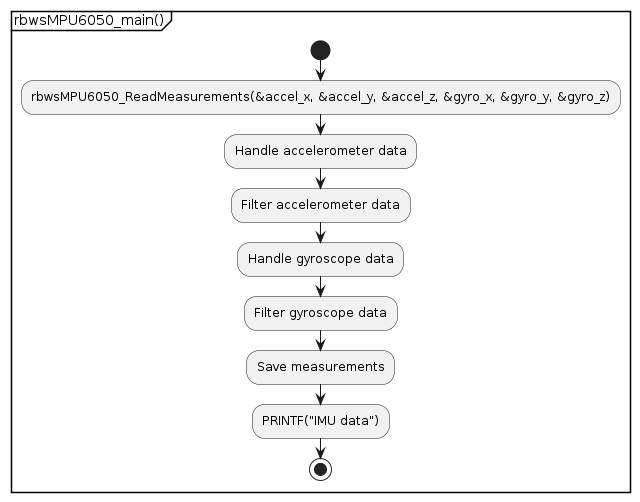 rbwsMPU6050_main()
rbwsMPU6050_ReadMeasurements(&accel_x, &accel_y, &accel_z, &gyro_x, &gyro_y, &gyro_z)
Handle accelerometer data
Filter accelerometer data
Handle gyroscope data
Filter gyroscope data
Save measurements
PRINTF("IMU data")